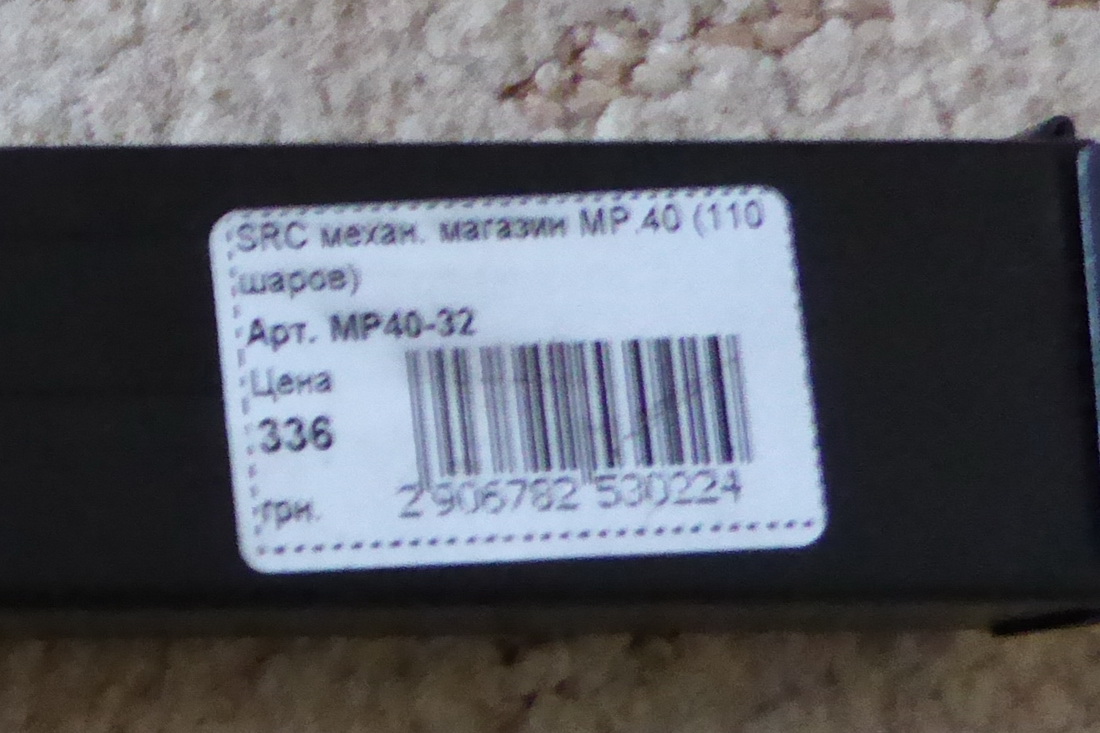 SRC механ. магазин MP.40 (110
шаров)
Арт. MP40-32
Цена
336
грн.
2 906782 530224